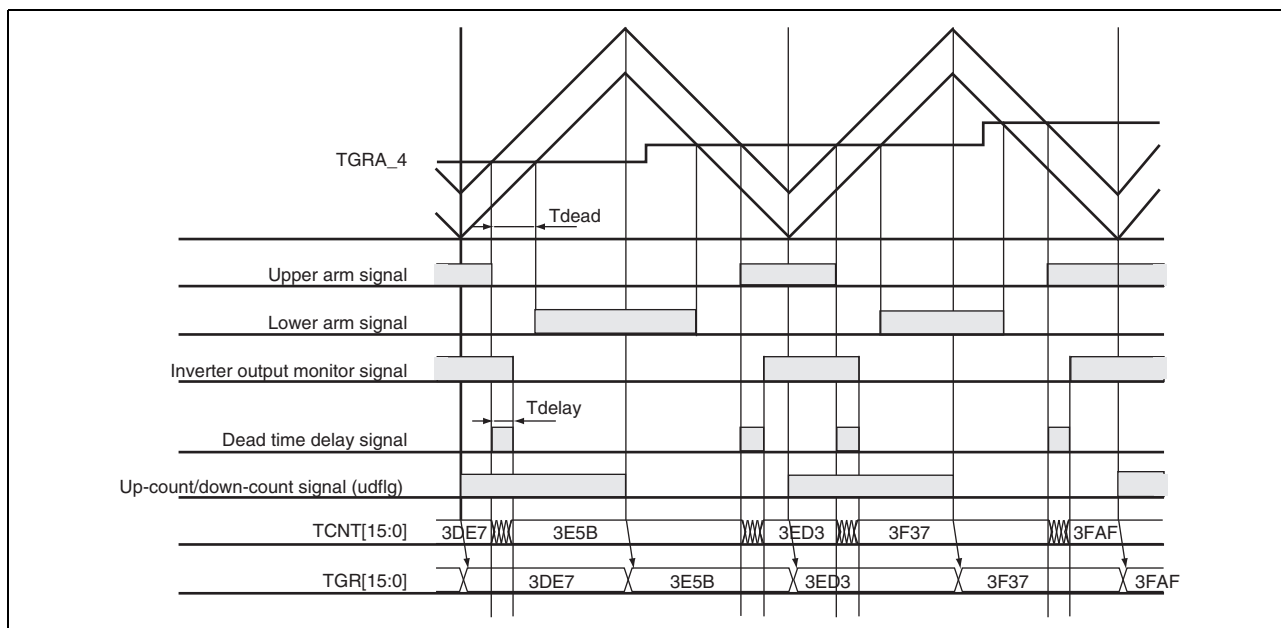 TGRA_4
Tdead
Upper arm signal
Lower arm signal
Inverter output monitor signal
Tdelay
Dead time delay signal
Up-count/down-count signal (udflg)
TCNT[15:0] 3DE7 3E5B 3ED3 3F37 3FAF
TGR[15:0] 3DE7 3E5B 3ED3 3F37 3FAF